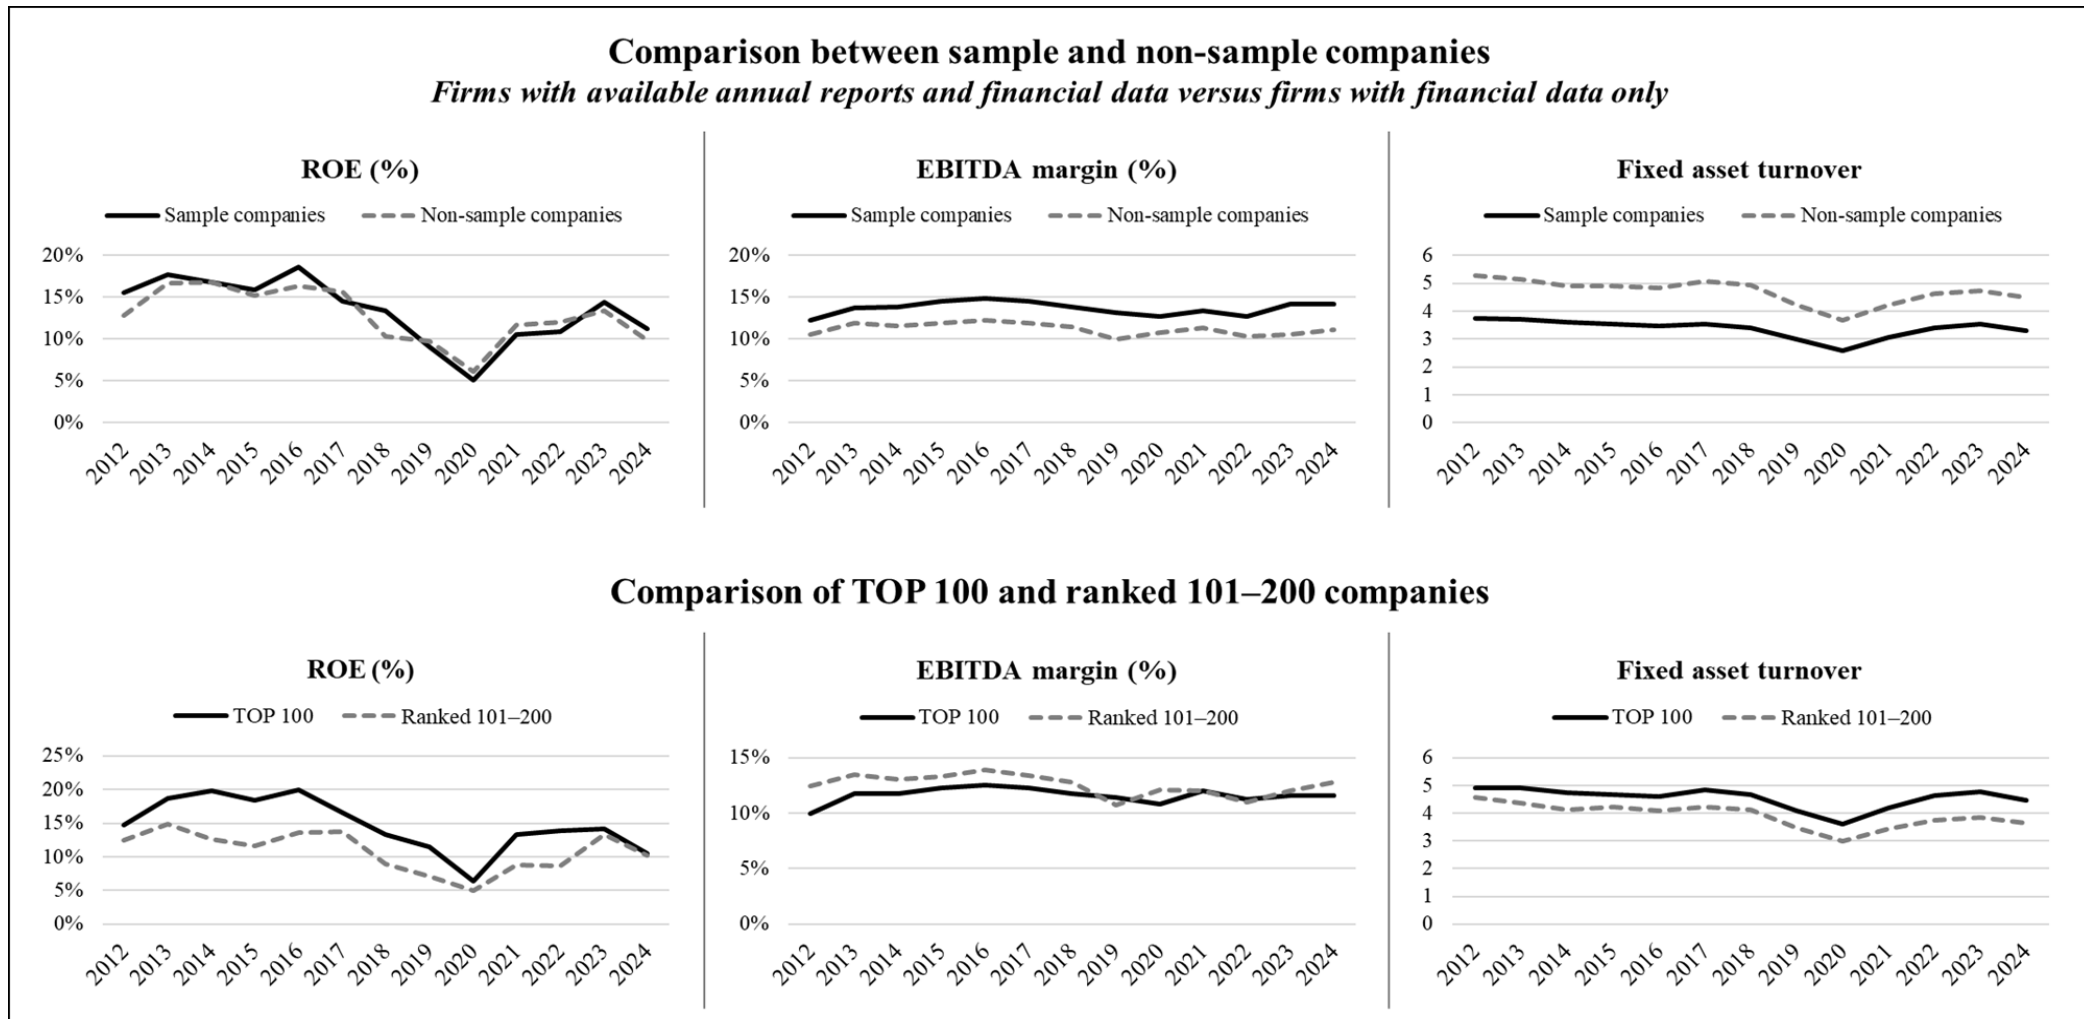 Comparison between sample and non-sample companies
Firms with available annual reports and financial data versus firms with financial data only
ROE (%)
Sample companies Non-sample companies
20%
15%
10%
5%
0%
2012 2013 2014 2015 2016 2017 2018 2019 2020 2021 2022 2023 2024
EBITDA margin (%)
Sample companies Non-sample companies
20%
15%
10%
5%
0%
2012 2013 2014 2015 2016 2017 2018 2019 2020 2021 2022 2023 2024
Fixed asset turnover
Sample companies Non-sample companies
6
5
4
3
2
1
0
2012 2013 2014 2015 2016 2017 2018 2019 2020 2021 2022 2023 2024
Comparison of TOP 100 and ranked 101–200 companies
ROE (%)
TOP 100 Ranked 101–200
25%
20%
15%
10%
5%
0%
2012 2013 2014 2015 2016 2017 2018 2019 2020 2021 2022 2023 2024
EBITDA margin (%)
TOP 100 Ranked 101–200
15%
10%
5%
0%
2012 2013 2014 2015 2016 2017 2018 2019 2020 2021 2022 2023 2024
Fixed asset turnover
TOP 100 Ranked 101–200
6
5
4
3
2
1
0
2012 2013 2014 2015 2016 2017 2018 2019 2020 2021 2022 2023 2024